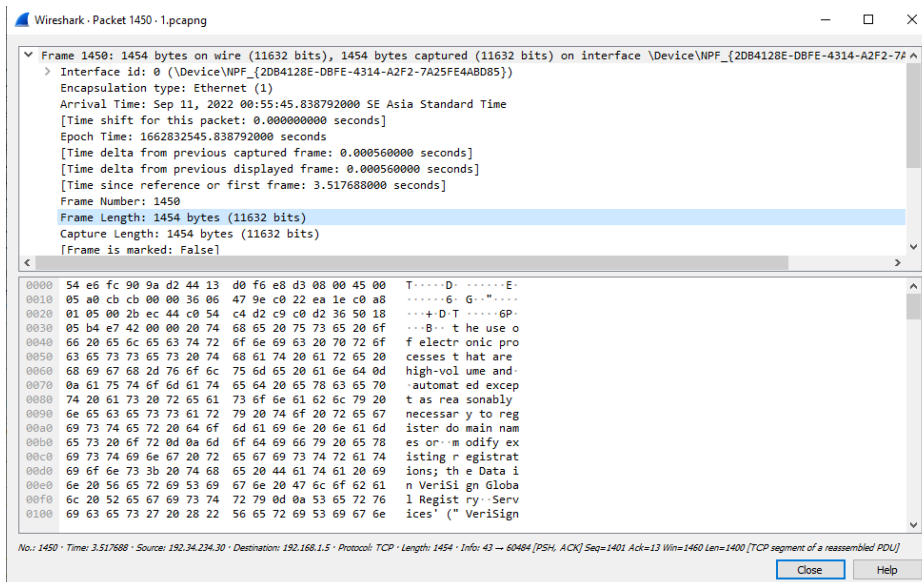 Wireshark · Packet 1450 · 1.pcapng
Frame 1450: 1454 bytes on wire (11632 bits), 1454 bytes captured (11632 bits) on interface \Device\NPF_{2DB4128E-DBFE-4314-A2F2-7A
Interface id: 0 (\Device\NPF_{2DB4128E-DBFE-4314-A2F2-7A25FE4ABD85})
Encapsulation type: Ethernet (1)
Arrival Time: Sep 11, 2022 00:55:45.838792000 SE Asia Standard Time
[Time shift for this packet: 0.000000000 seconds]
Epoch Time: 1662832545.838792000 seconds
[Time delta from previous captured frame: 0.000560000 seconds]
[Time delta from previous displayed frame: 0.000560000 seconds]
[Time since reference or first frame: 3.517688000 seconds]
Frame Number: 1450
Frame Length: 1454 bytes (11632 bits)
Capture Length: 1454 bytes (11632 bits)
[Frame is marked: False]
0000 54 e6 fc 90 9a d2 44 13 d0 f6 e8 d3 08 00 45 00 T·····D· ······E·
0010 05 a0 cb cb 00 00 36 06 47 9e c0 22 ea 1e c0 a8 ······6· G··"····
0020 01 05 00 2b ec 44 c0 54 c4 d2 c9 c0 d2 36 50 18 ···+·D·T ·····6P·
0030 05 b4 e7 42 00 00 20 74 68 65 20 75 73 65 20 6f ···B·· t he use o
0040 66 20 65 6c 65 63 74 72 6f 6e 69 63 20 70 72 6f f electr onic pro
0050 63 65 73 73 65 73 20 74 68 61 74 20 61 72 65 20 cesses t hat are
0060 68 69 67 68 2d 76 6f 6c 75 6d 65 20 61 6e 64 0d high-vol ume and·
0070 0a 61 75 74 6f 6d 61 74 65 64 20 65 78 63 65 70 ·automat ed excep
0080 74 20 61 73 20 72 65 61 73 6f 6e 61 62 6c 79 20 t as rea sonably
0090 6e 65 63 65 73 73 61 72 79 20 74 6f 20 72 65 67 necessar y to reg
00a0 69 73 74 65 72 20 64 6f 6d 61 69 6e 20 6e 61 6d ister do main nam
00b0 65 73 20 6f 72 0d 0a 6d 6f 64 69 66 79 20 65 78 es or··m odify ex
00c0 69 73 74 69 6e 67 20 72 65 67 69 73 74 72 61 74 isting r egistrat
00d0 69 6f 6e 73 3b 20 74 68 65 20 44 61 74 61 20 69 ions; th e Data i
00e0 6e 20 56 65 72 69 53 69 67 6e 20 47 6c 6f 62 61 n VeriSi gn Globa
00f0 6c 20 52 65 67 69 73 74 72 79 0d 0a 53 65 72 76 l Regist ry··Serv
0100 69 63 65 73 27 20 28 22 56 65 72 69 53 69 67 6e ices' (" VeriSign
No.: 1450 · Time: 3.517688 · Source: 192.34.234.30 · Destination: 192.168.1.5 · Protocol: TCP · Length: 1454 · Info: 43 → 60484 [PSH, ACK] Seq=1401 Ack=13 Win=1460 Len=1400 [TCP segment of a reassembled PDU]
Close Help